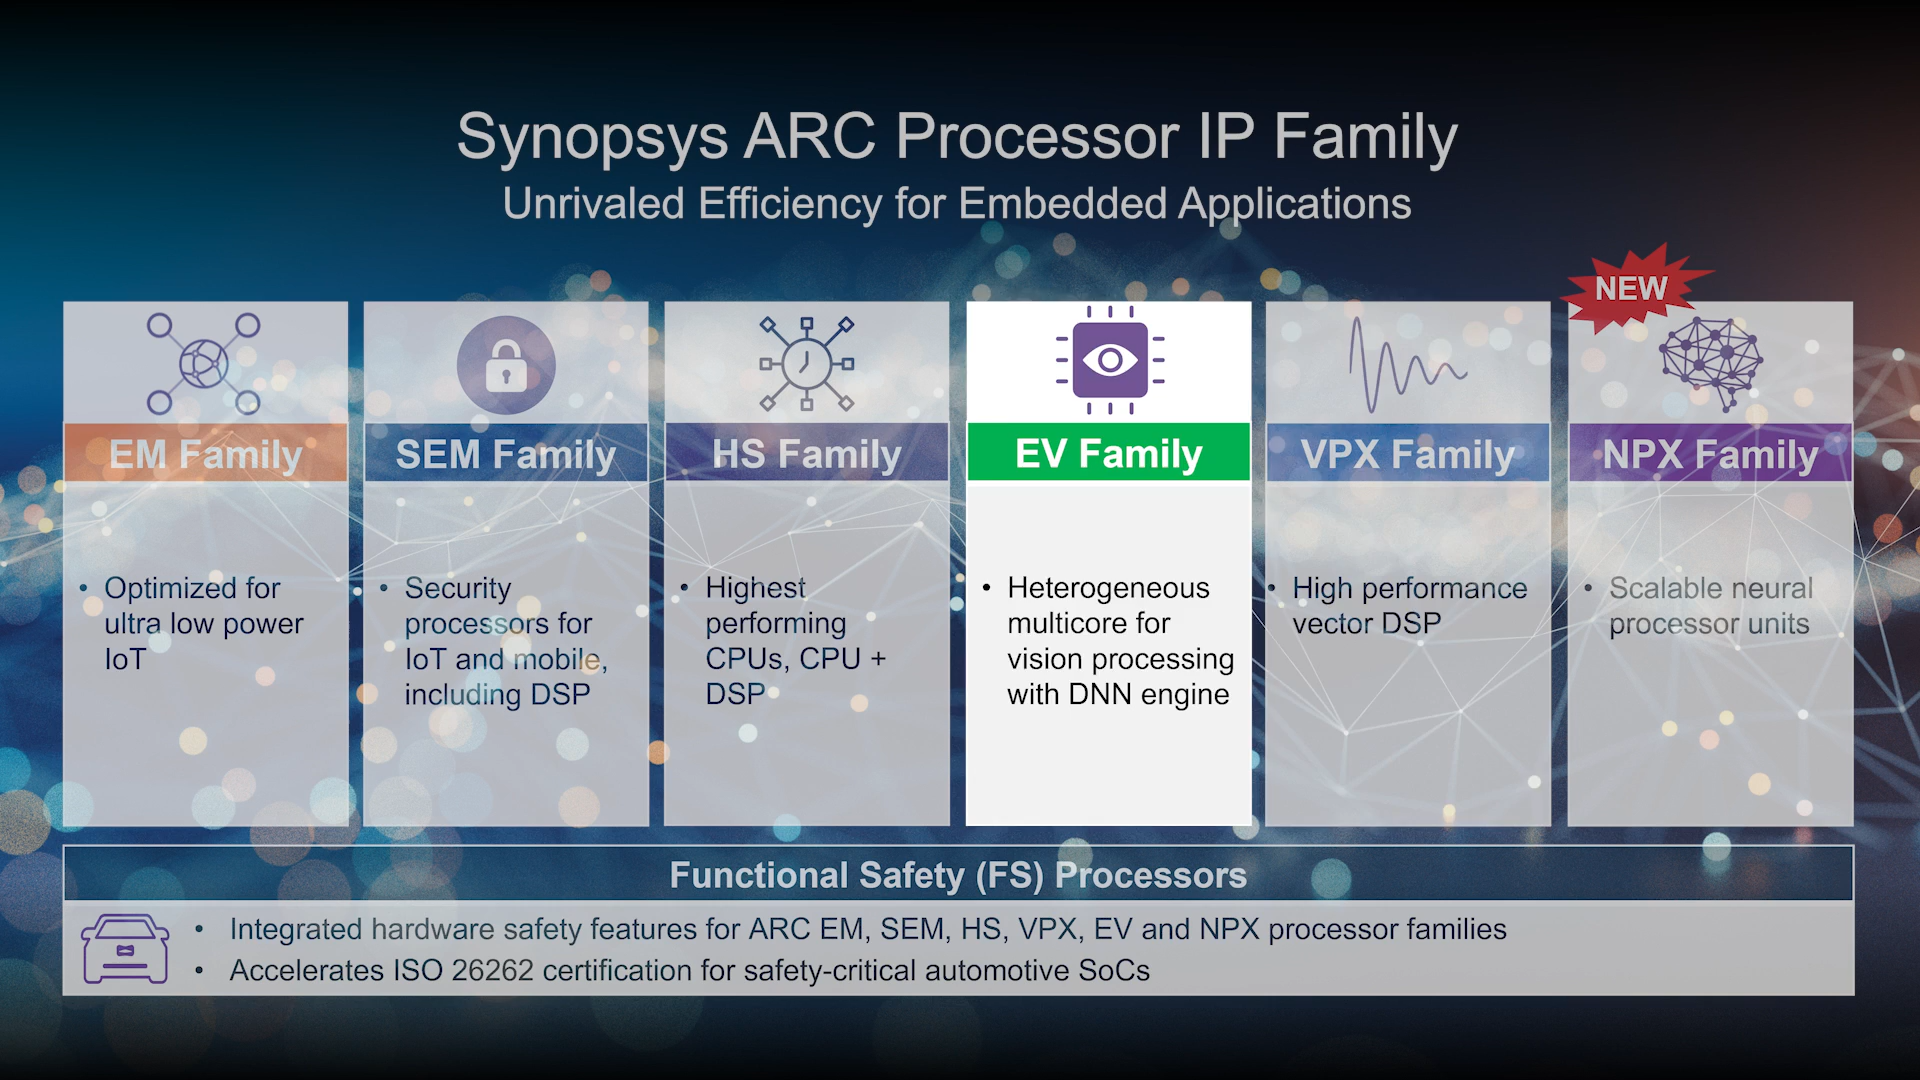 Synopsys ARC Processor IP Family
Unrivaled Efficiency for Embedded Applications
NEW
EM Family
• Optimized for
ultra low power
IoT
SEM Family
• Security
processors for
IoT and mobile,
including DSP
HS Family
• Highest
performing
CPUs, CPU +
DSP
EV Family
• Heterogeneous
multicore for
vision processing
with DNN engine
VPX Family
• High performance
vector DSP
NPX Family
• Scalable neural
processor units
Functional Safety (FS) Processors
• Integrated hardware safety features for ARC EM, SEM, HS, VPX, EV and NPX processor families
• Accelerates ISO 26262 certification for safety-critical automotive SoCs